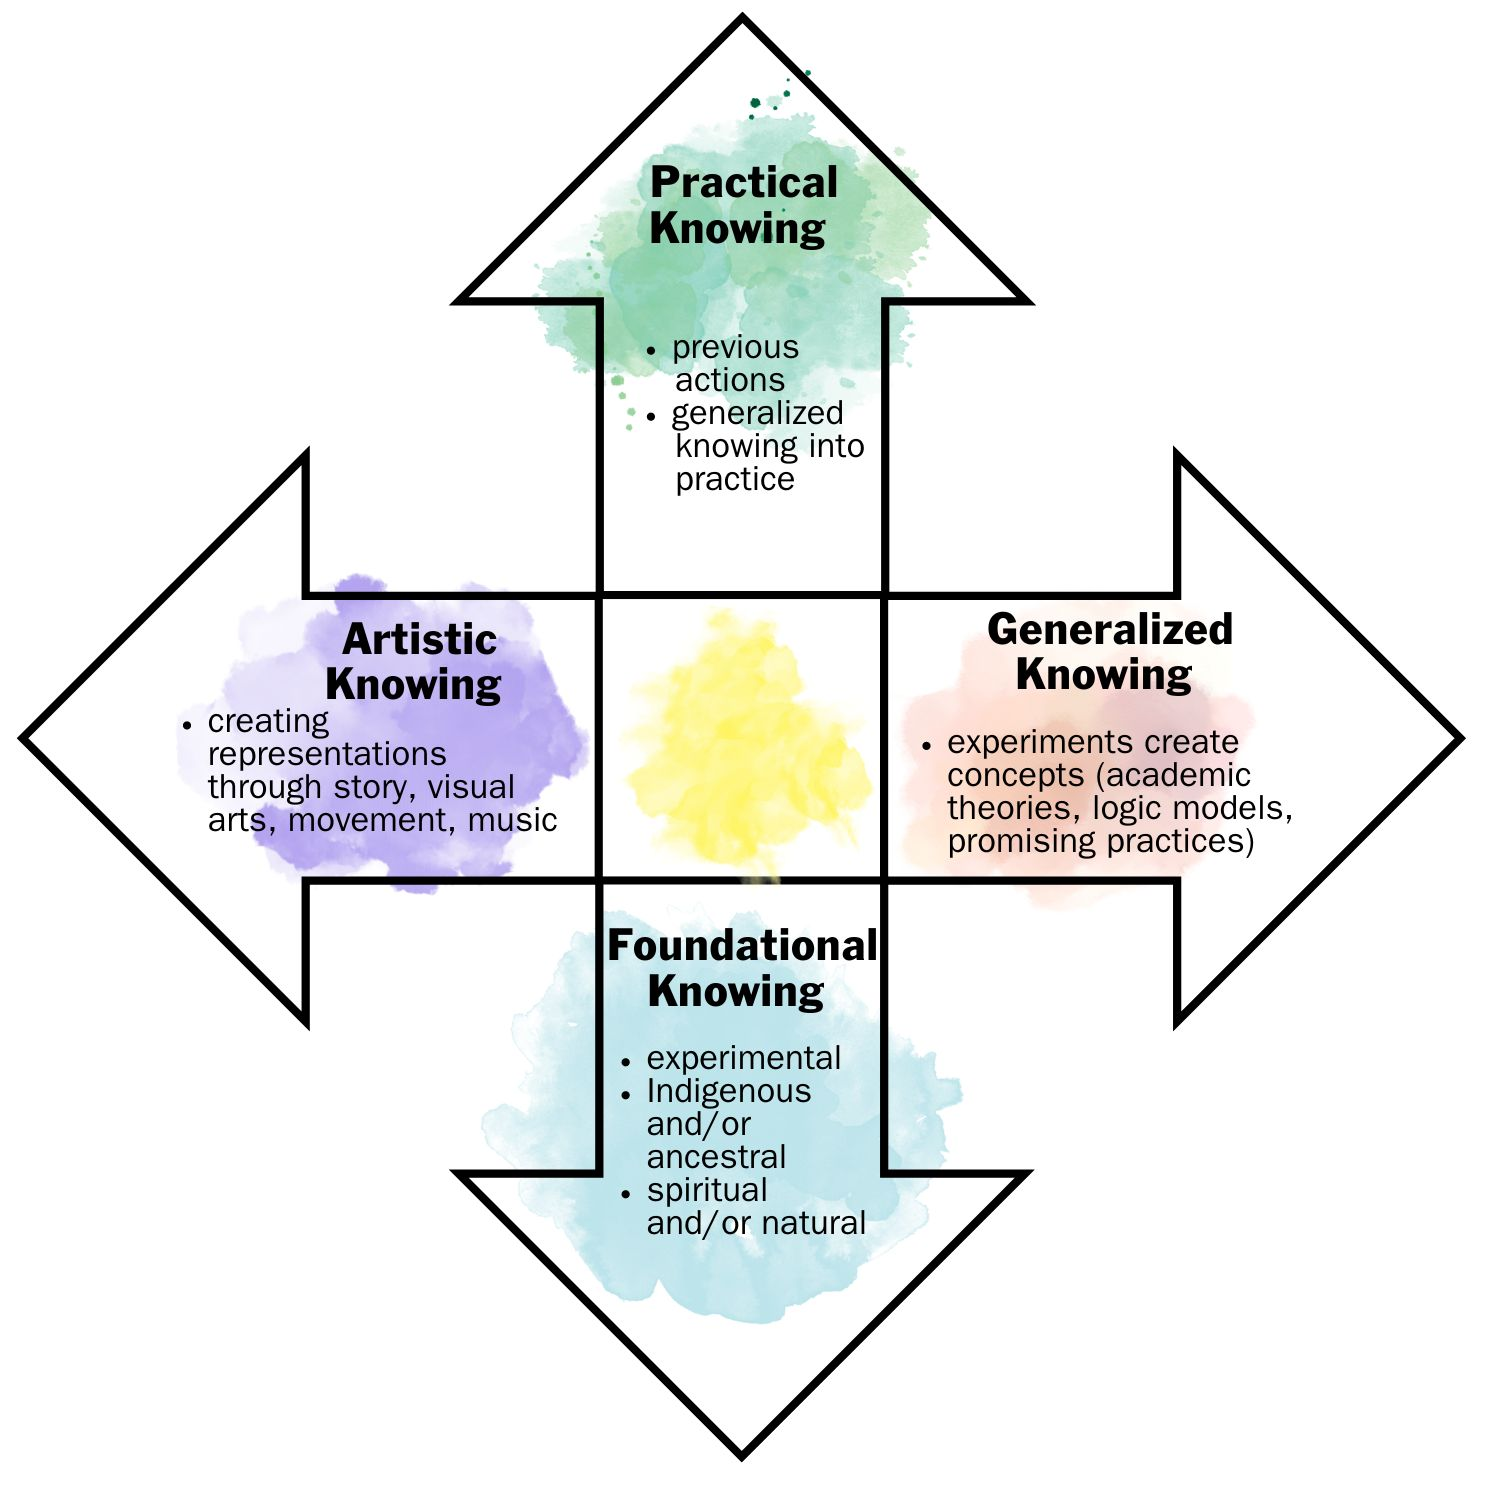 Practical
Knowing
• previous
actions
• generalized
knowing into
practice
Artistic
Knowing
• creating
representations
through story, visual
arts, movement, music
Generalized
Knowing
• experiments create
concepts (academic
theories, logic models,
promising practices)
Foundational
Knowing
• experimental
• Indigenous
and/or
ancestral
• spiritual
and/or natural